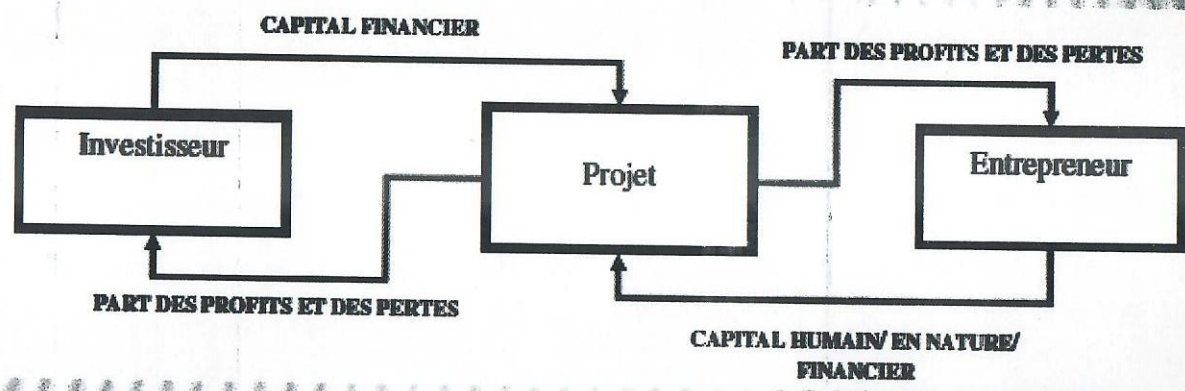 CAPITAL FINANCIER
PART DES PROFITS ET DES PERTES
Investisseur
Projet
Entrepreneur
PART DES PROFITS ET DES PERTES
CAPITAL HUMAIN/ EN NATURE/
FINANCIER